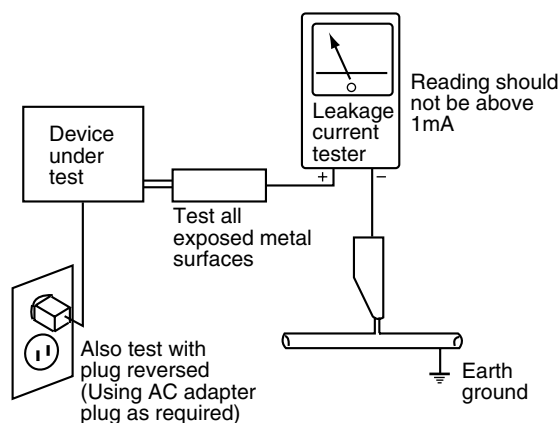 Device
under
test
Leakage
current
tester
Reading should
not be above
1mA
+
−
Test all
exposed metal
surfaces
Also test with
plug reversed
(Using AC adapter
plug as required)
Earth
ground